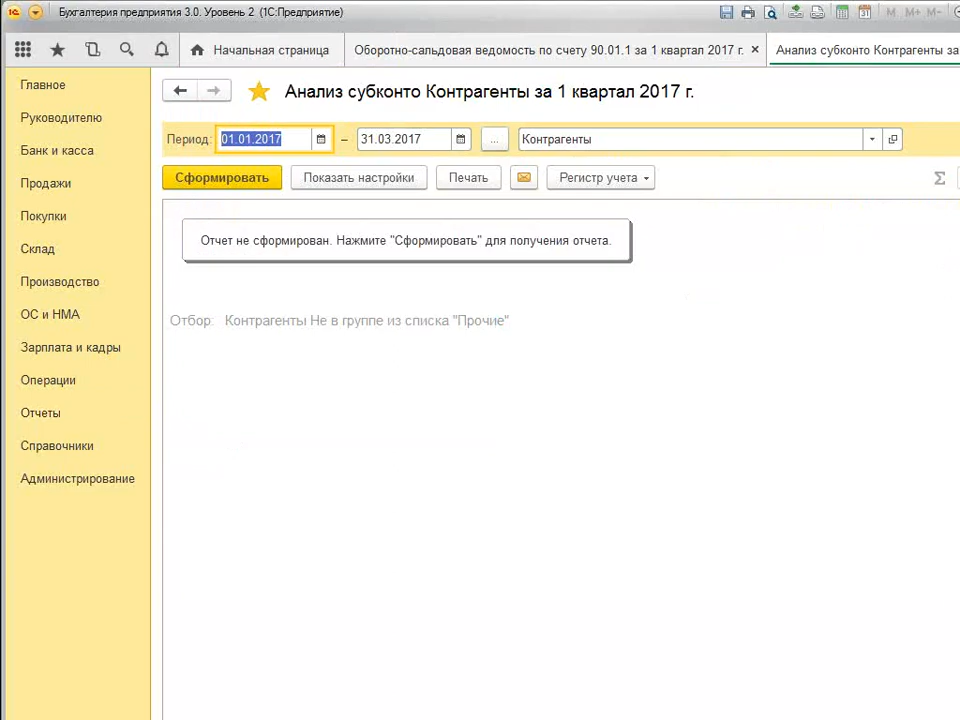 Бухгалтерия предприятия 3.0. Уровень 2 (1С:Предприятие)
M M+ M-
Начальная страница
Оборотно-сальдовая ведомость по счету 90.01.1 за 1 квартал 2017 г. ×
Анализ субконто Контрагенты за
Главное
Руководителю
Банк и касса
Продажи
Покупки
Склад
Производство
ОС и НМА
Зарплата и кадры
Операции
Отчеты
Справочники
Администрирование
Анализ субконто Контрагенты за 1 квартал 2017 г.
Период: 01.01.2017 – 31.03.2017 ... Контрагенты
Сформировать Показать настройки Печать Регистр учета Σ
Отчет не сформирован. Нажмите "Сформировать" для получения отчета.
Отбор: Контрагенты Не в группе из списка "Прочие"